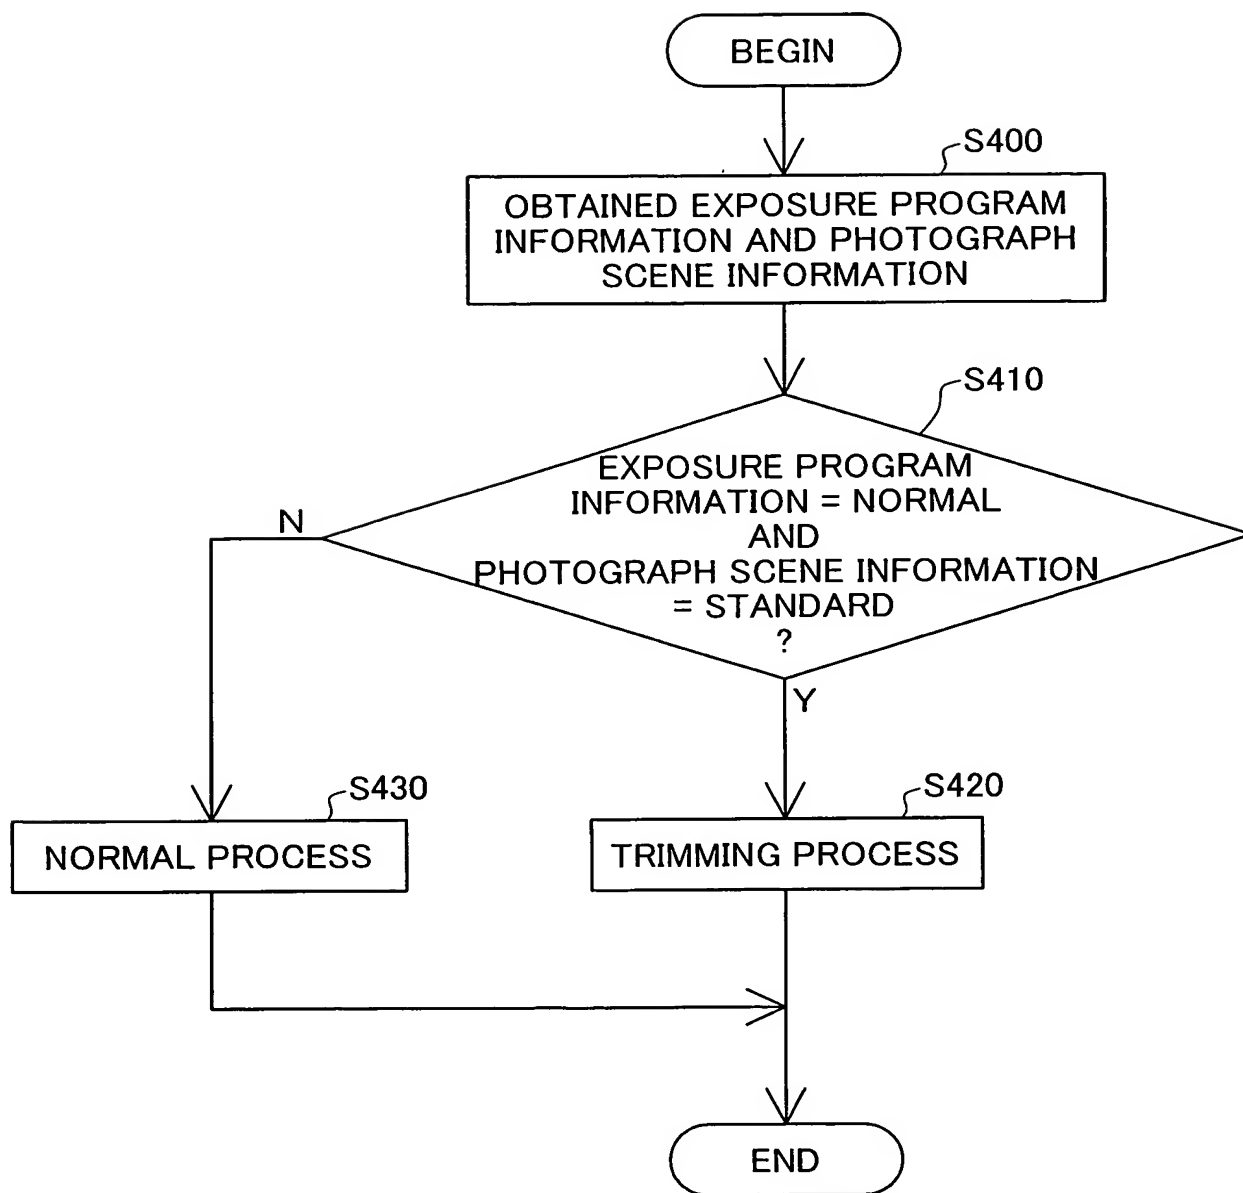 BEGIN
S400
OBTAINED EXPOSURE PROGRAM
INFORMATION AND PHOTOGRAPH
SCENE INFORMATION
S410
EXPOSURE PROGRAM
INFORMATION = NORMAL
AND
PHOTOGRAPH SCENE INFORMATION
= STANDARD
?
N
Y
S430
NORMAL PROCESS
S420
TRIMMING PROCESS
END